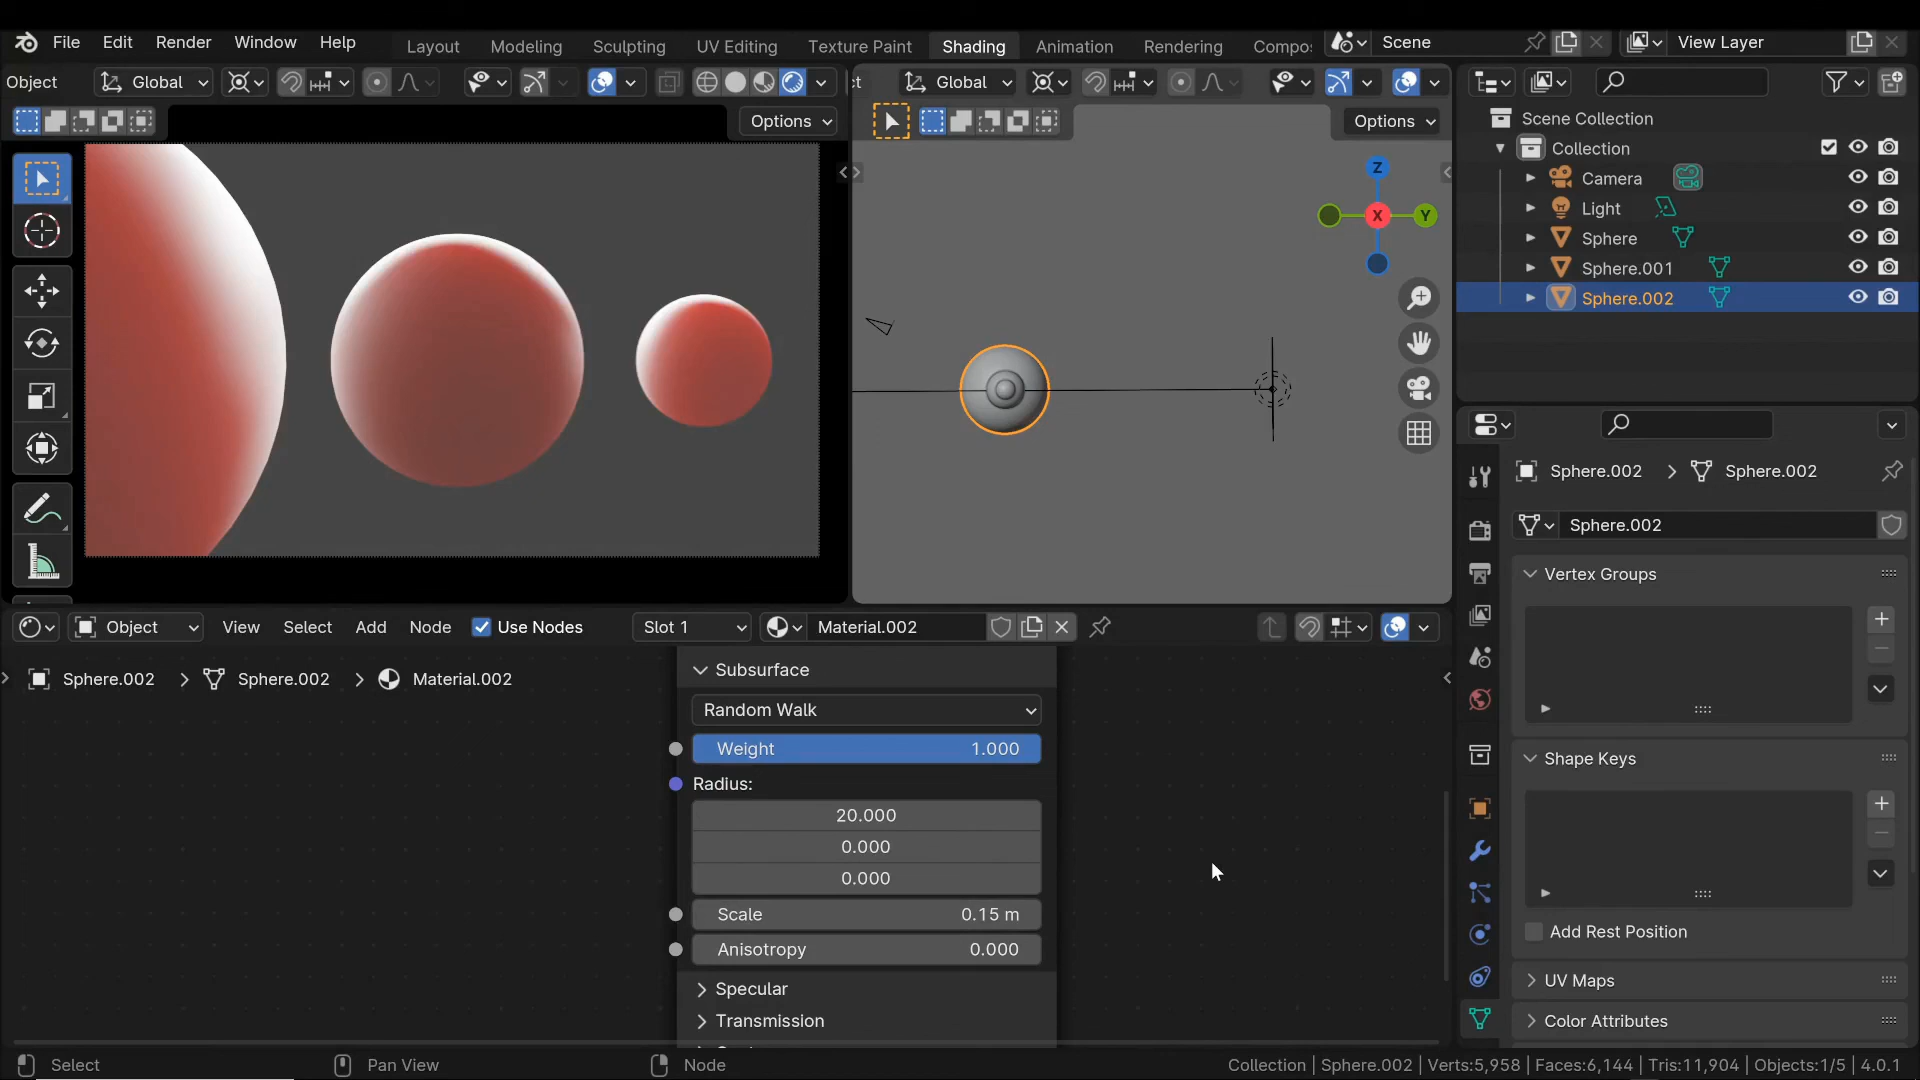 File Edit Render Window Help
Layout Modeling Sculpting UV Editing Texture Paint Shading Animation Rendering Compo
Scene
View Layer
Object Global
Global
Options
Options
Z
X
Y
Scene Collection
Collection
Camera
Light
Sphere
Sphere.001
Sphere.002
Sphere.002 > Sphere.002
Sphere.002
Vertex Groups
Shape Keys
Add Rest Position
UV Maps
Color Attributes
Object View Select Add Node Use Nodes Slot 1 Material.002
Sphere.002 > Sphere.002 > Material.002
Subsurface
Random Walk
Weight 1.000
Radius:
20.000
0.000
0.000
Scale 0.15 m
Anisotropy 0.000
Specular
Transmission
Select Pan View Node
Collection | Sphere.002 | Verts:5,958 | Faces:6,144 | Tris:11,904 | Objects:1/5 | 4.0.1